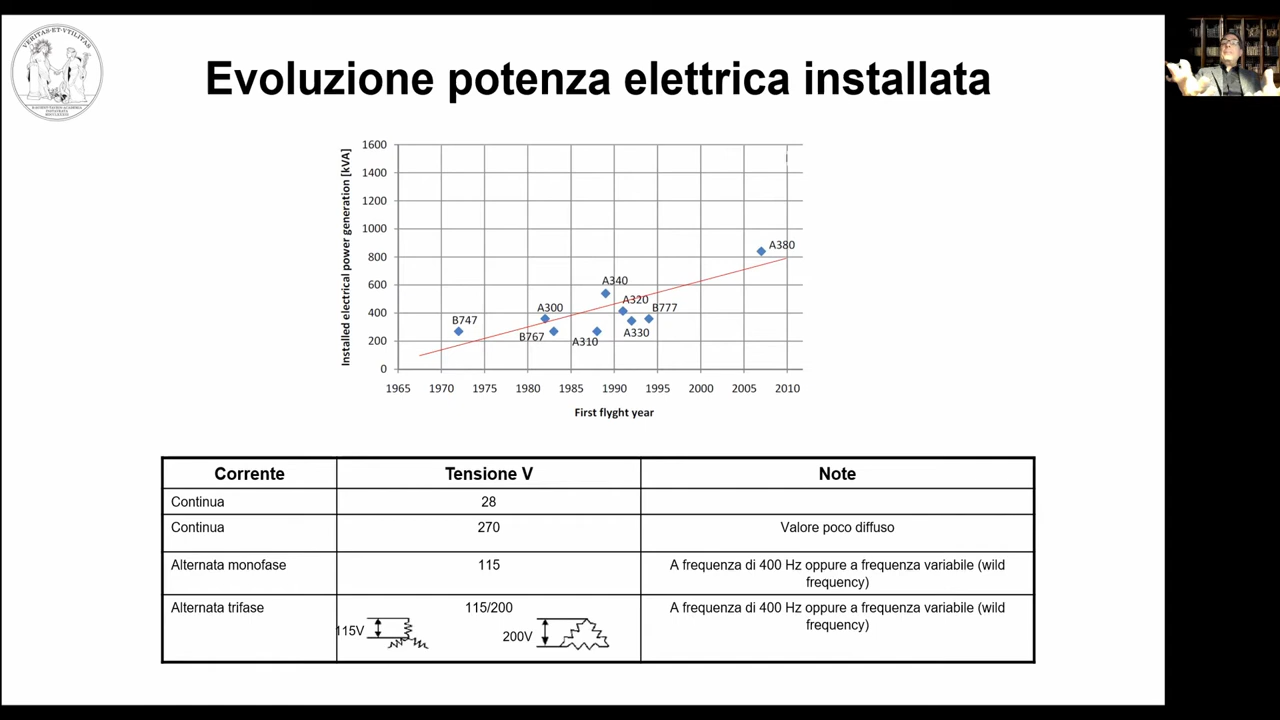 VERITAS·ET·VTILITAS
Evoluzione potenza elettrica installata
Installed electrical power generation [kVA]
1600
1400
1200
1000
800
600
400
200
0
A380
A340
A320
A300
B777
B747
B767
A330
A310
1965 1970 1975 1980 1985 1990 1995 2000 2005 2010
First flyght year
Corrente Tensione V Note
Continua 28
Continua 270 Valore poco diffuso
Alternata monofase 115 A frequenza di 400 Hz oppure a frequenza variabile (wild
frequency)
Alternata trifase 115/200 A frequenza di 400 Hz oppure a frequenza variabile (wild
frequency)
115V 200V